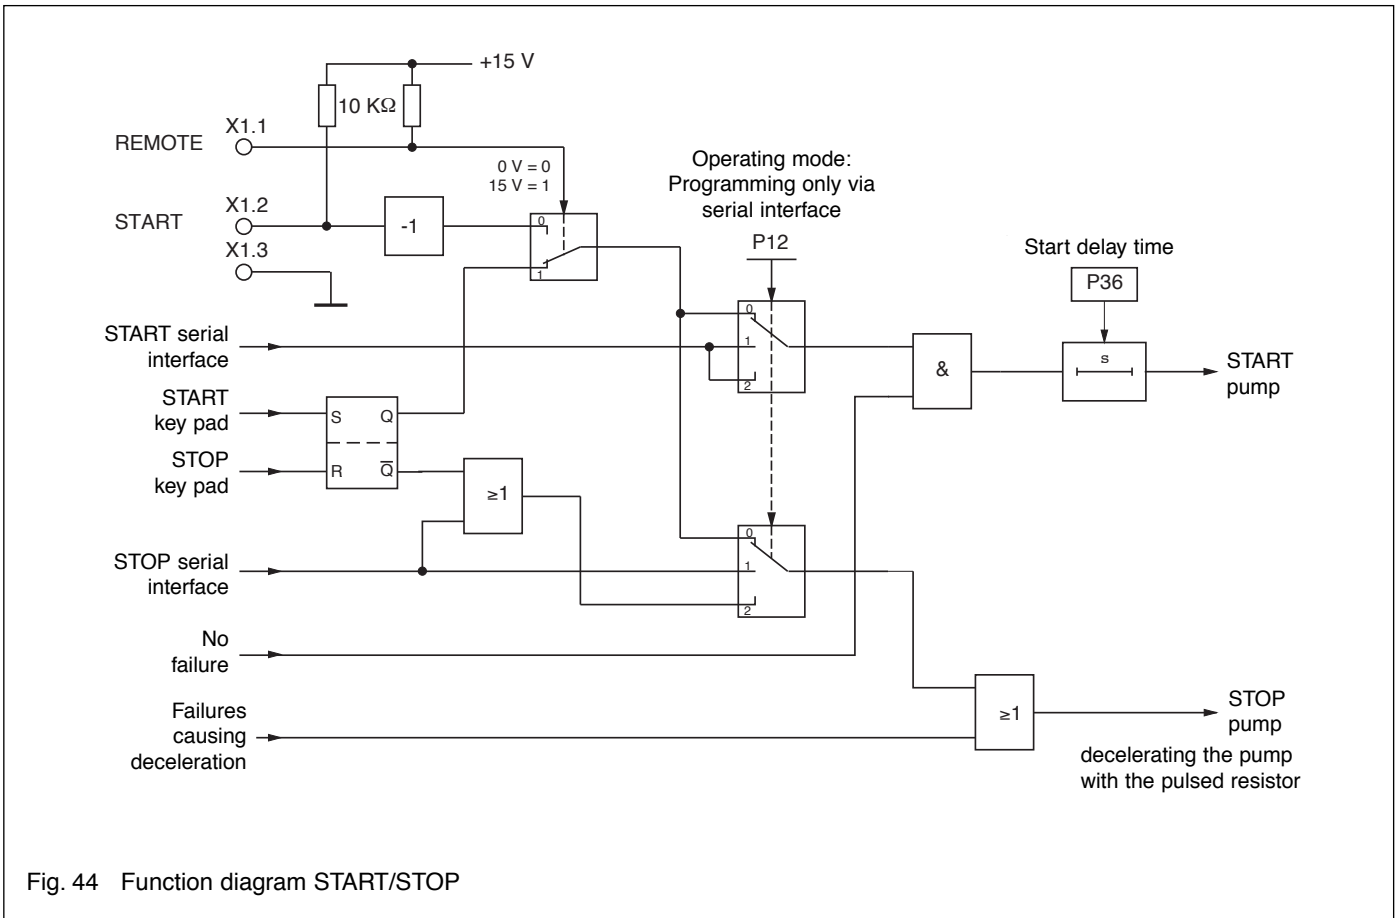 +15 V
10 KΩ
X1.1
REMOTE
0 V = 0
15 V = 1
Operating mode:
Programming only via
serial interface
X1.2
START
-1
0
1
X1.3
P12
Start delay time
P36
START serial
interface
0
1
2
&
s
START
pump
START
key pad
S Q
STOP
key pad
R Q̅
≥1
STOP serial
interface
0
1
2
No
failure
Failures
causing
deceleration
≥1
STOP
pump
decelerating the pump
with the pulsed resistor
Fig. 44 Function diagram START/STOP